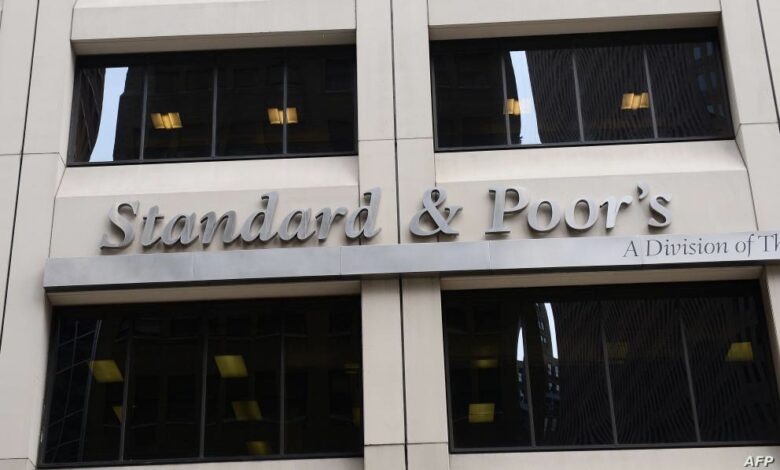 Standard & Poor's
A Division of Th
AFP